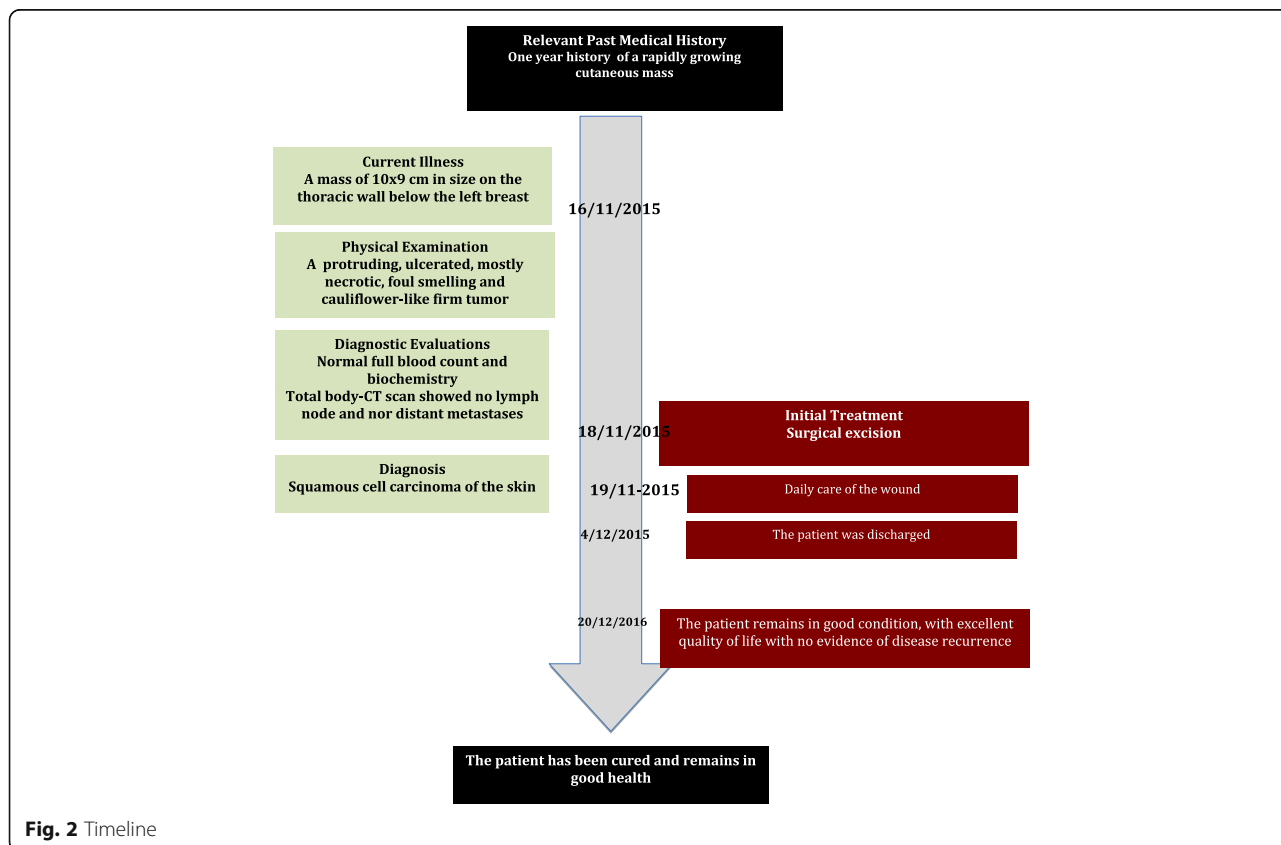 Relevant Past Medical History
One year history of a rapidly growing
cutaneous mass
Current Illness
A mass of 10x9 cm in size on the
thoracic wall below the left breast
16/11/2015
Physical Examination
A protruding, ulcerated, mostly
necrotic, foul smelling and
cauliflower-like firm tumor
Diagnostic Evaluations
Normal full blood count and
biochemistry
Total body-CT scan showed no lymph
node and nor distant metastases
18/11/2015
Initial Treatment
Surgical excision
Diagnosis
Squamous cell carcinoma of the skin
19/11-2015
Daily care of the wound
4/12/2015
The patient was discharged
20/12/2016
The patient remains in good condition, with excellent
quality of life with no evidence of disease recurrence
The patient has been cured and remains in
good health
Fig. 2 Timeline